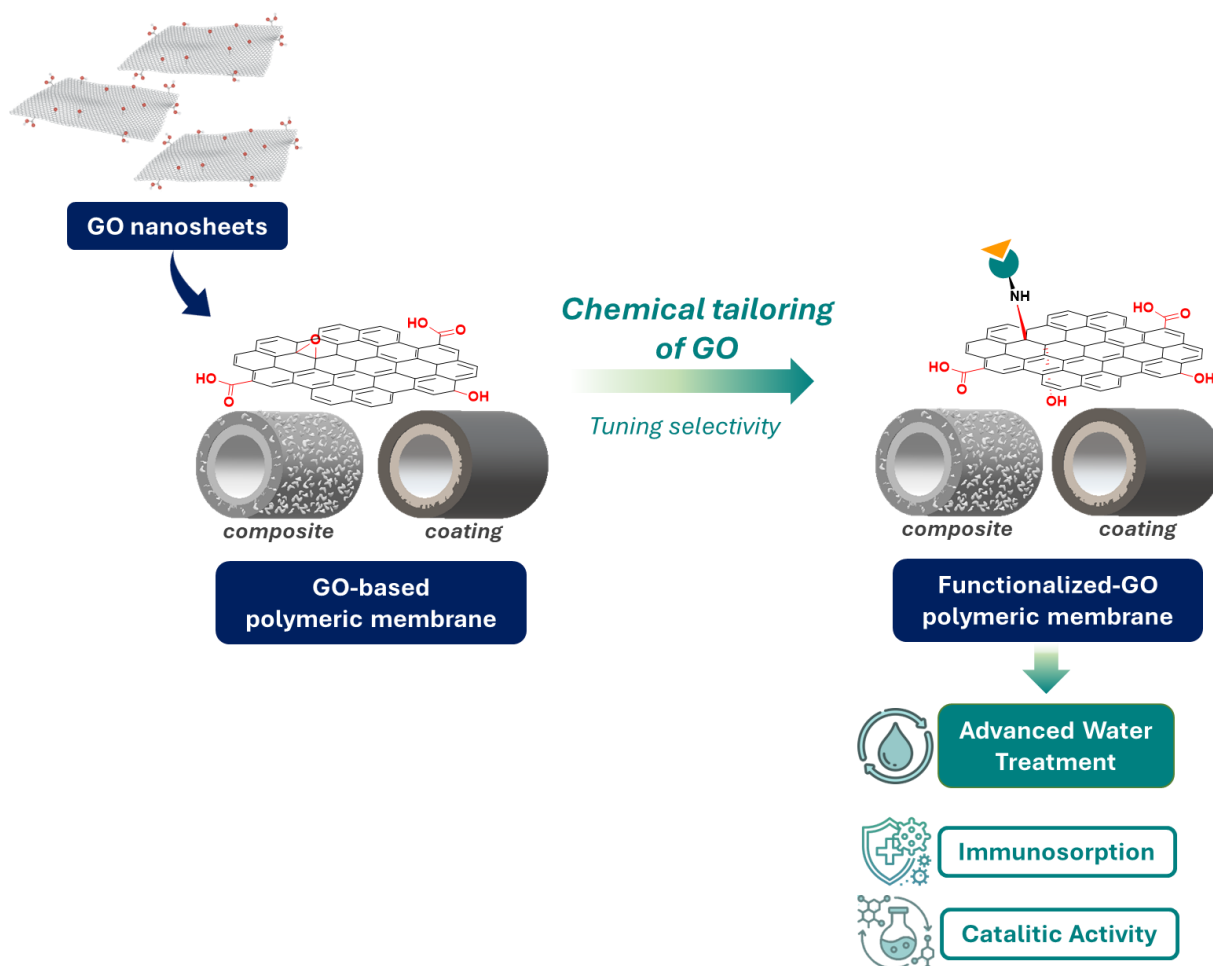 GO nanosheets
O
HO
O
HO
O
OH
composite
coating
GO-based
polymeric membrane
Chemical tailoring
of GO
Tuning selectivity
NH
HO
O
HO
O
OH
OH
composite
coating
Functionalized-GO
polymeric membrane
Advanced Water
Treatment
Immunosorption
Catalitic Activity